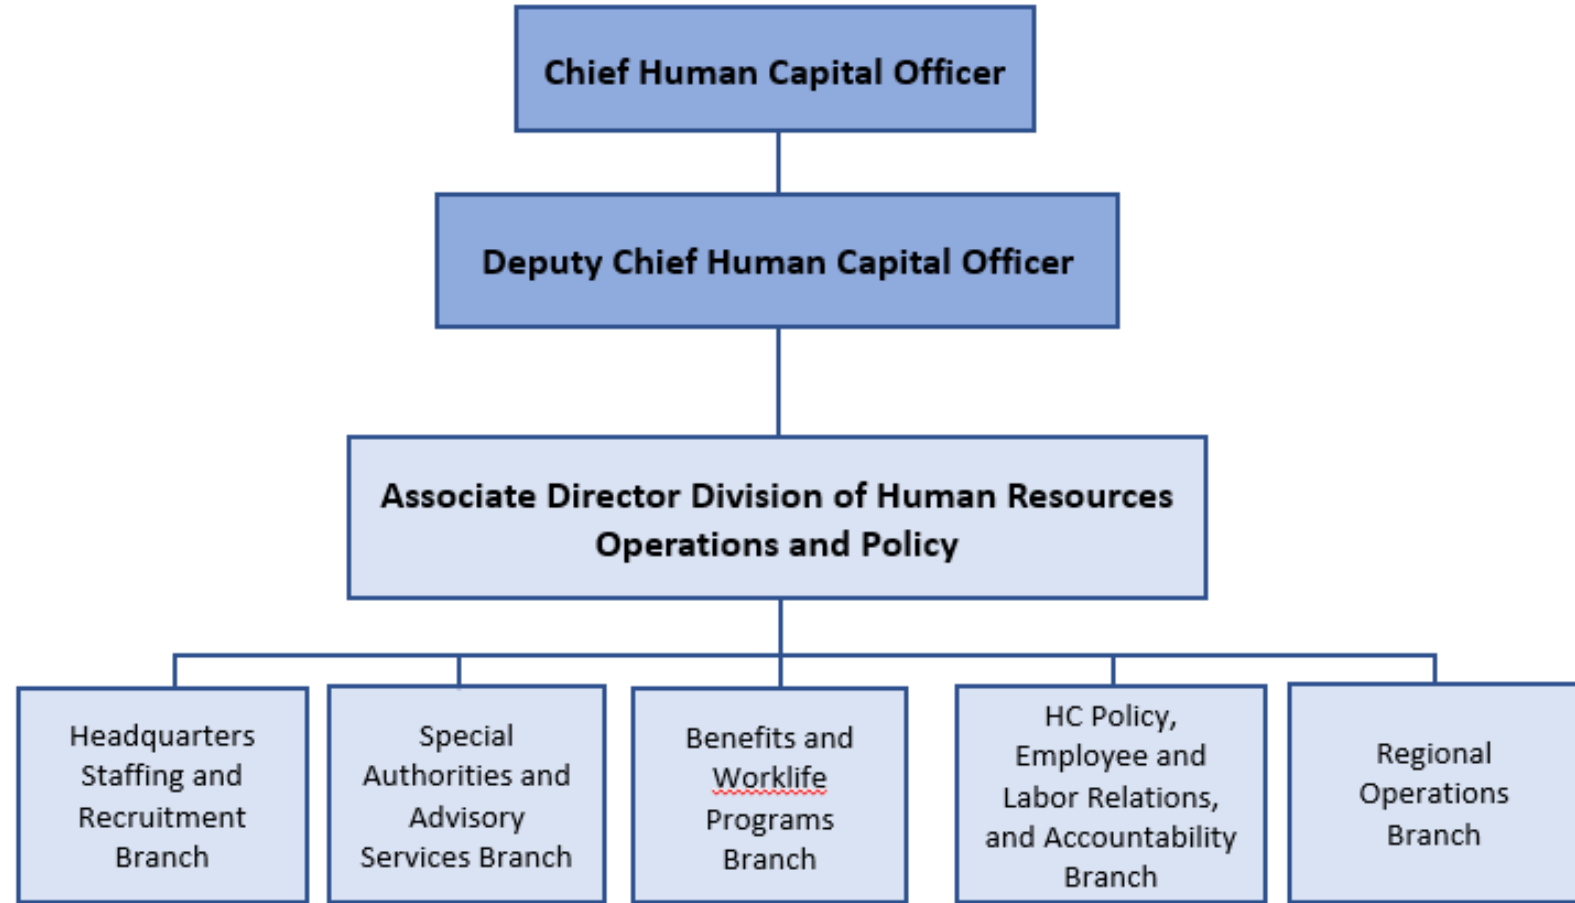 Chief Human Capital Officer
Deputy Chief Human Capital Officer
Associate Director Division of Human Resources
Operations and Policy
Headquarters
Staffing and
Recruitment
Branch
Special
Authorities and
Advisory
Services Branch
Benefits and
Worklife
Programs
Branch
HC Policy,
Employee and
Labor Relations,
and Accountability
Branch
Regional
Operations
Branch